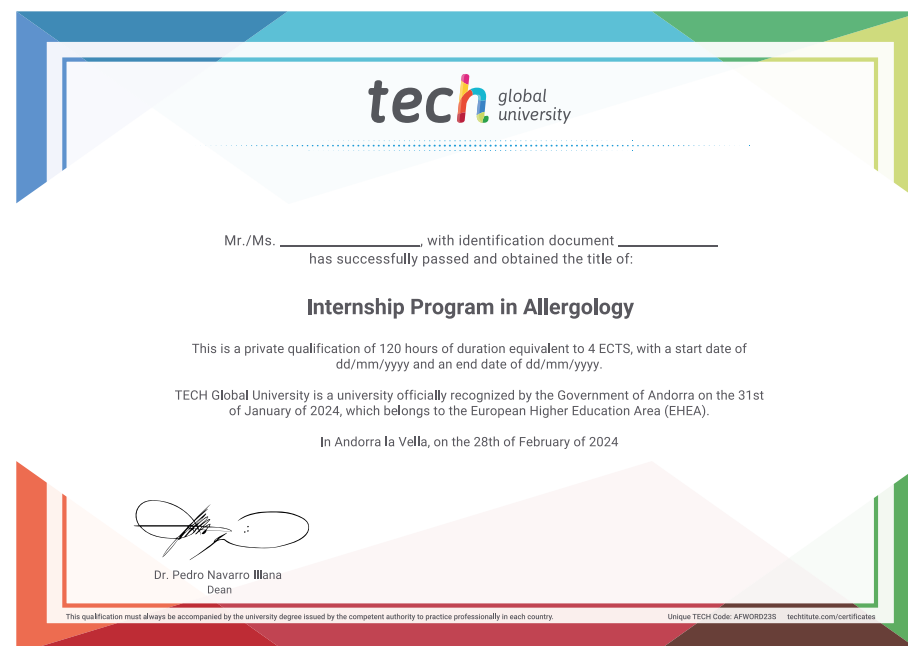 tech global university
Mr./Ms. ____________________, with identification document ______________
has successfully passed and obtained the title of:
Internship Program in Allergology
This is a private qualification of 120 hours of duration equivalent to 4 ECTS, with a start date of
dd/mm/yyyy and an end date of dd/mm/yyyy.
TECH Global University is a university officially recognized by the Government of Andorra on the 31st
of January of 2024, which belongs to the European Higher Education Area (EHEA).
In Andorra la Vella, on the 28th of February of 2024
Dr. Pedro Navarro Illana
Dean
This qualification must always be accompanied by the university degree issued by the competent authority to practice professionally in each country. Unique TECH Code: AFWORD23S techtitute.com/certificates